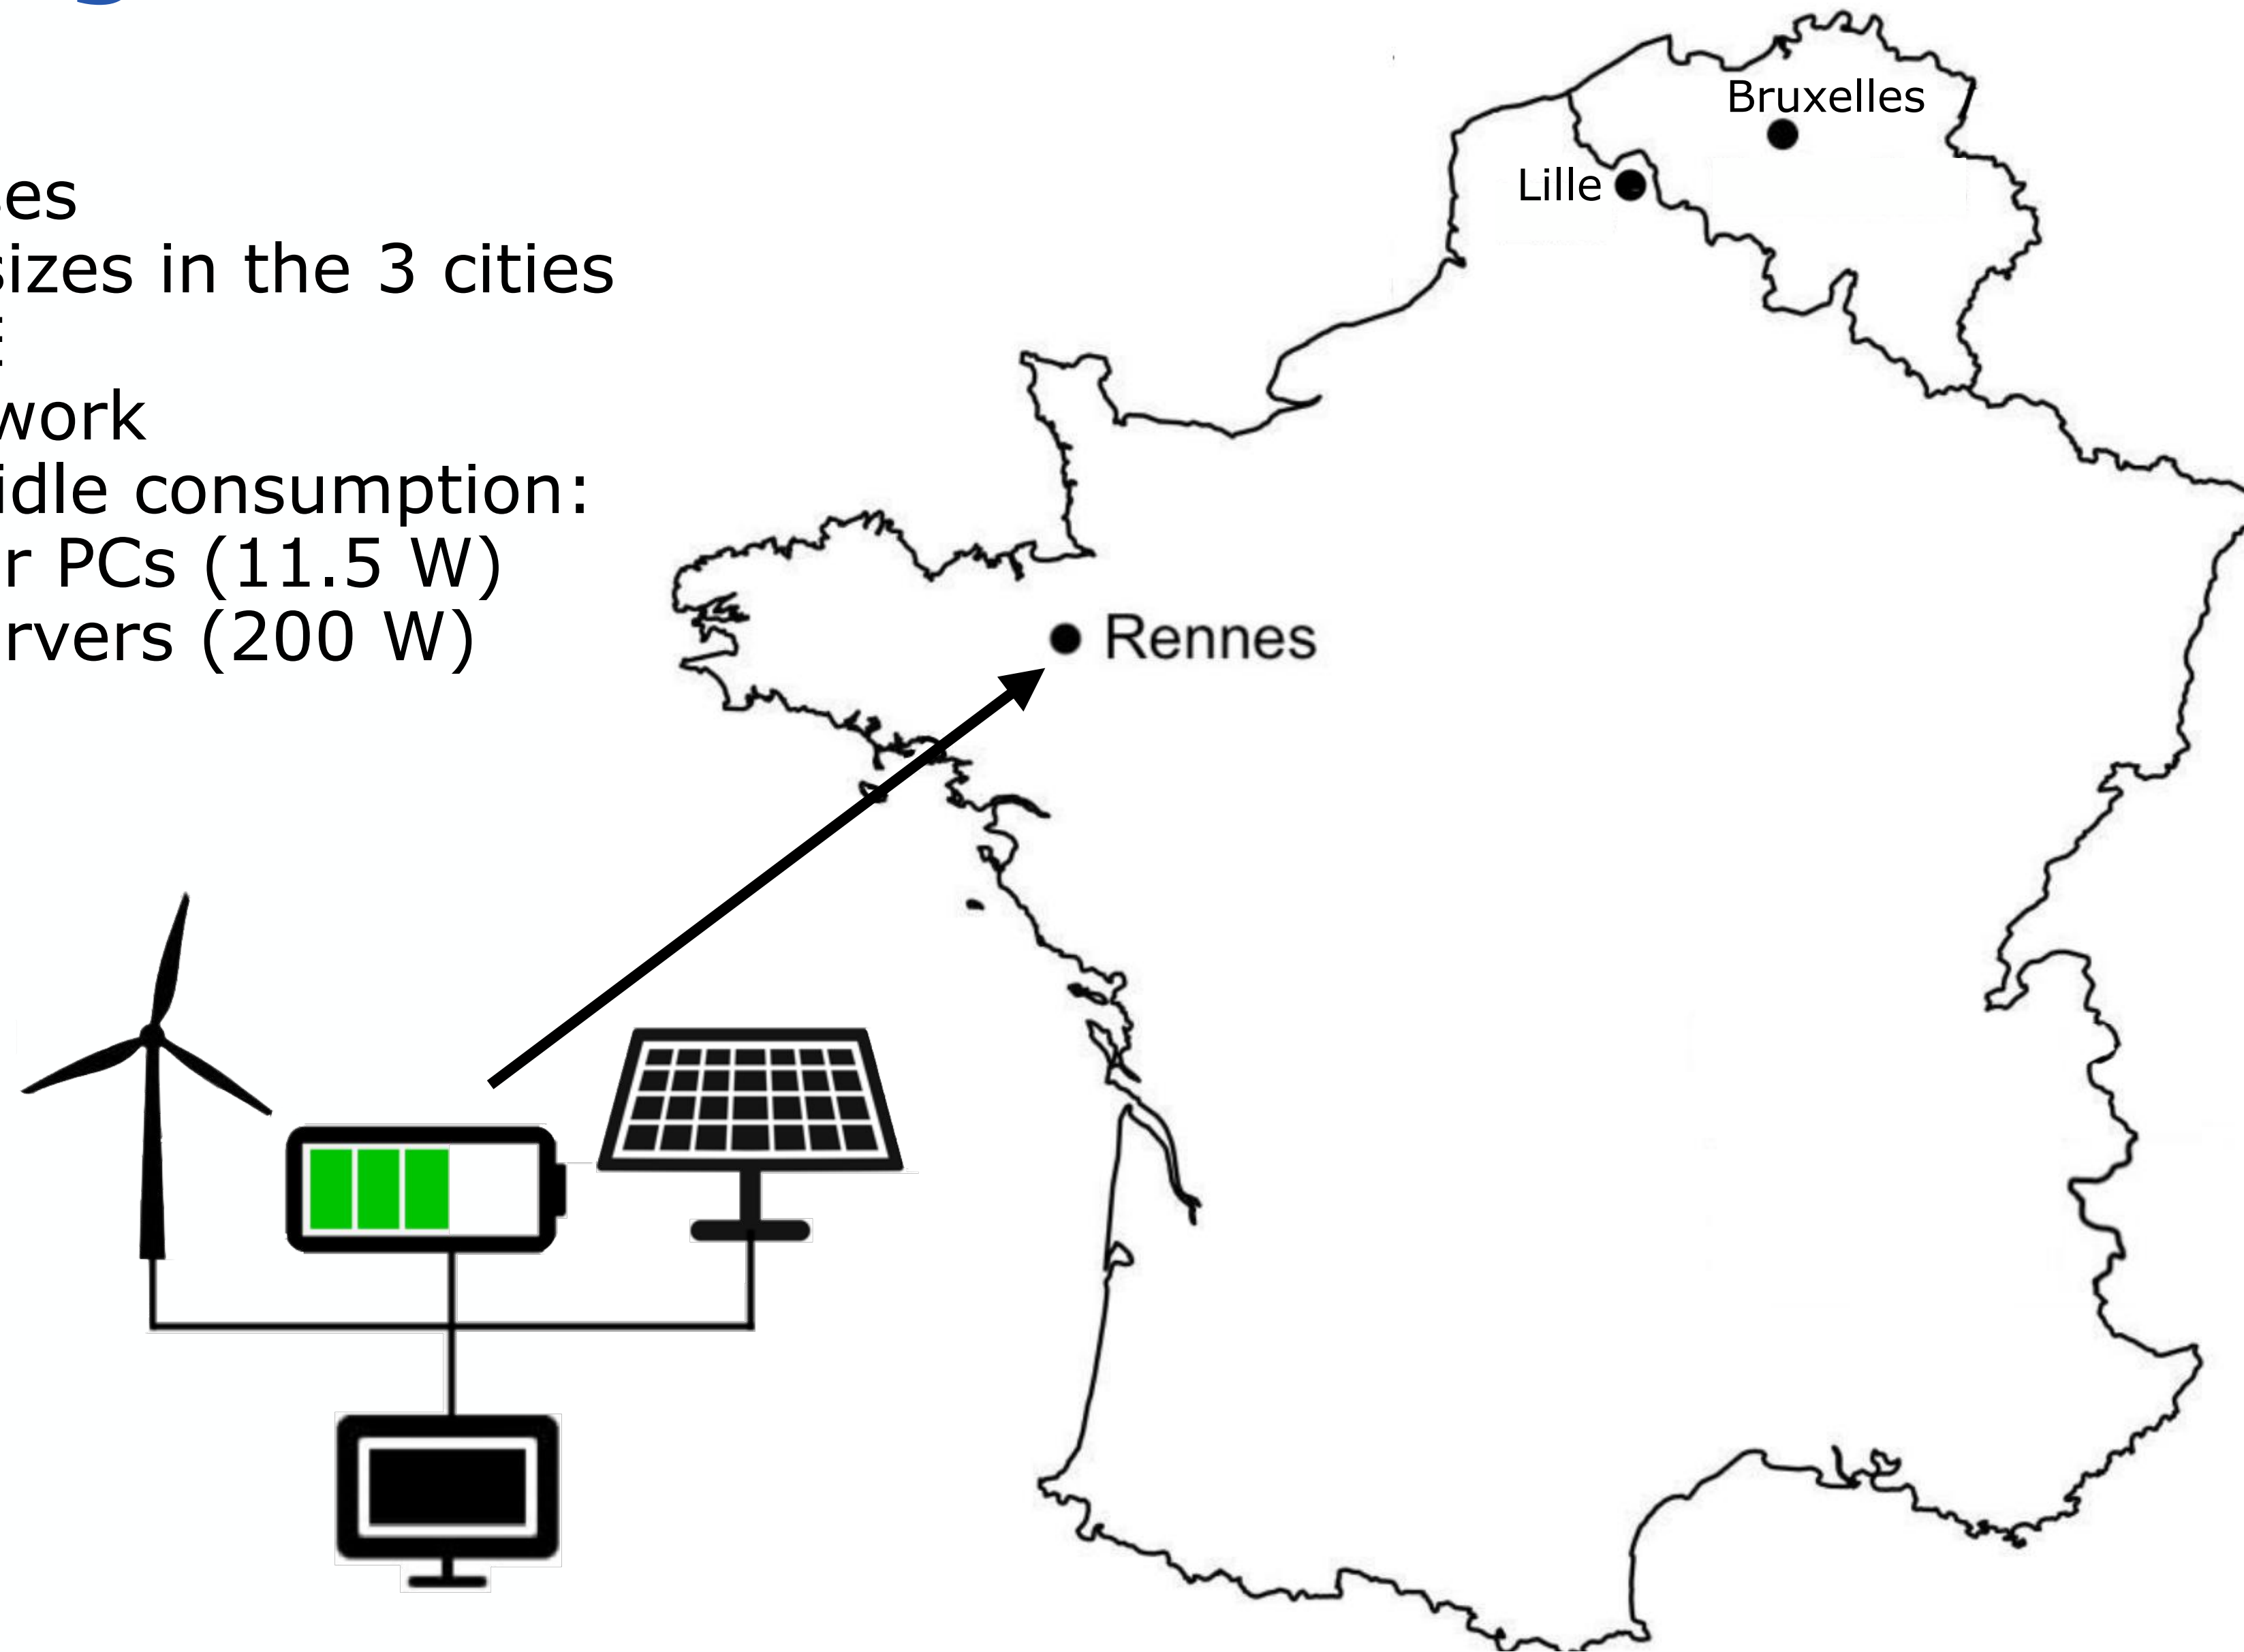 es
sizes in the 3 cities
work
idle consumption:
r PCs (11.5 W)
rvers (200 W)
Bruxelles
Lille
Rennes